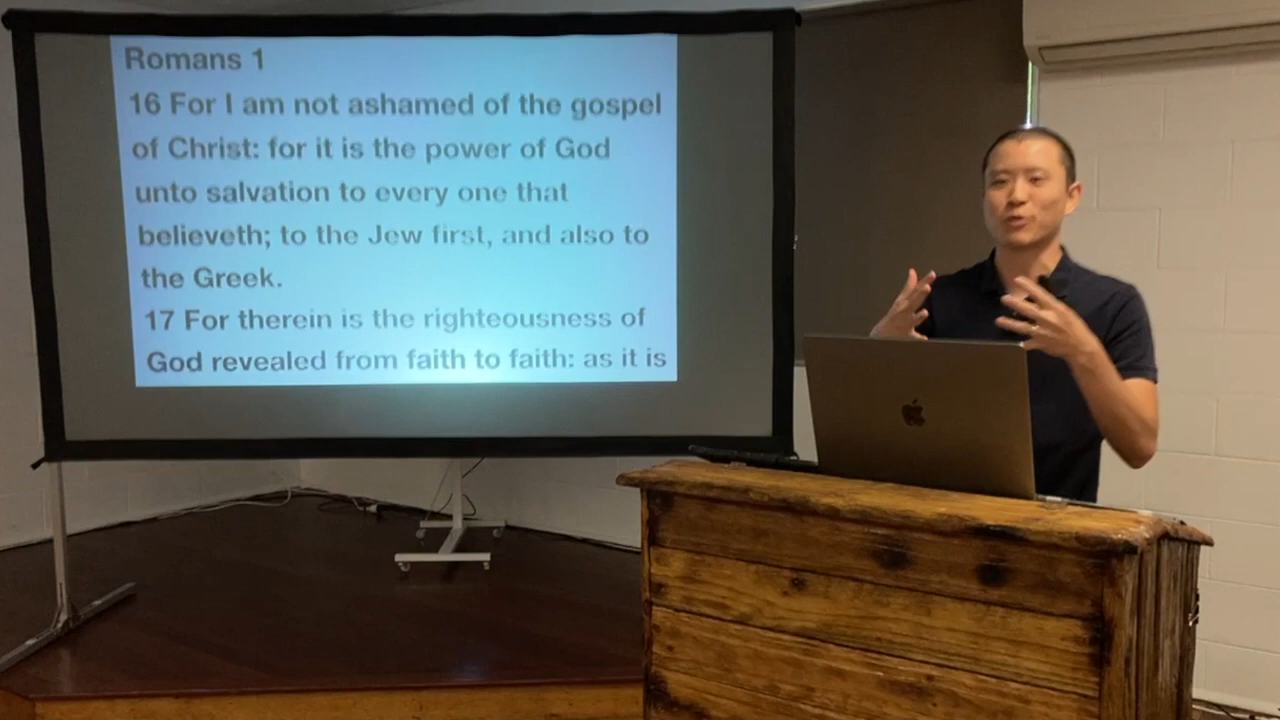 Romans 1
16 For I am not ashamed of the gospel
of Christ: for it is the power of God
unto salvation to every one that
believeth; to the Jew first, and also to
the Greek.
17 For therein is the righteousness of
God revealed from faith to faith: as it is